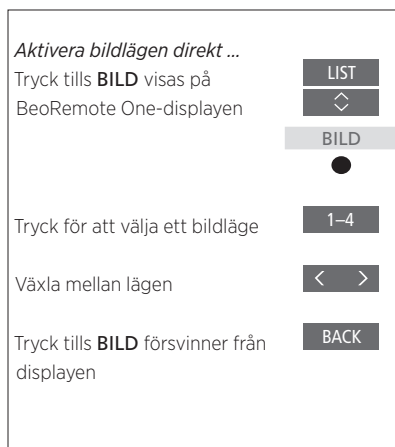 Aktivera bildlägen direkt ...
Tryck tills BILD visas på
BeoRemote One-displayen
LIST
BILD
Tryck för att välja ett bildläge
1–4
Växla mellan lägen
< >
Tryck tills BILD försvinner från
displayen
BACK